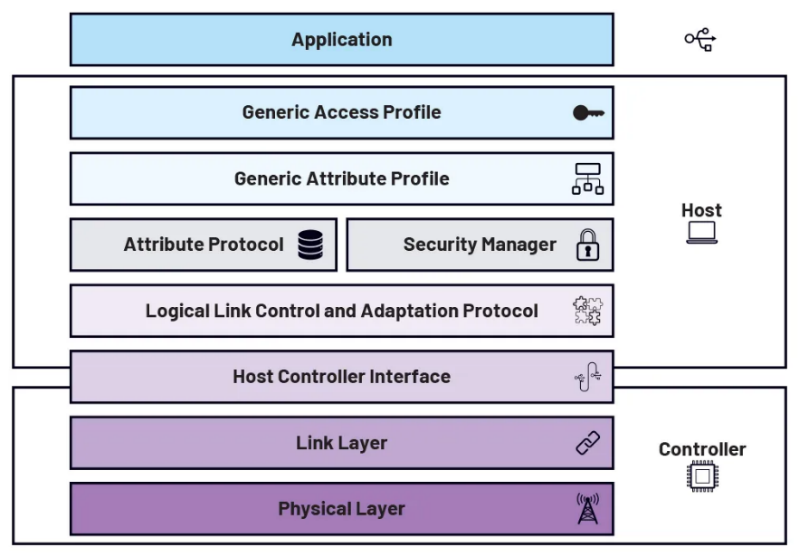 Application
Generic Access Profile
Generic Attribute Profile
Host
Attribute Protocol
Security Manager
Logical Link Control and Adaptation Protocol
Host Controller Interface
Link Layer
Controller
Physical Layer